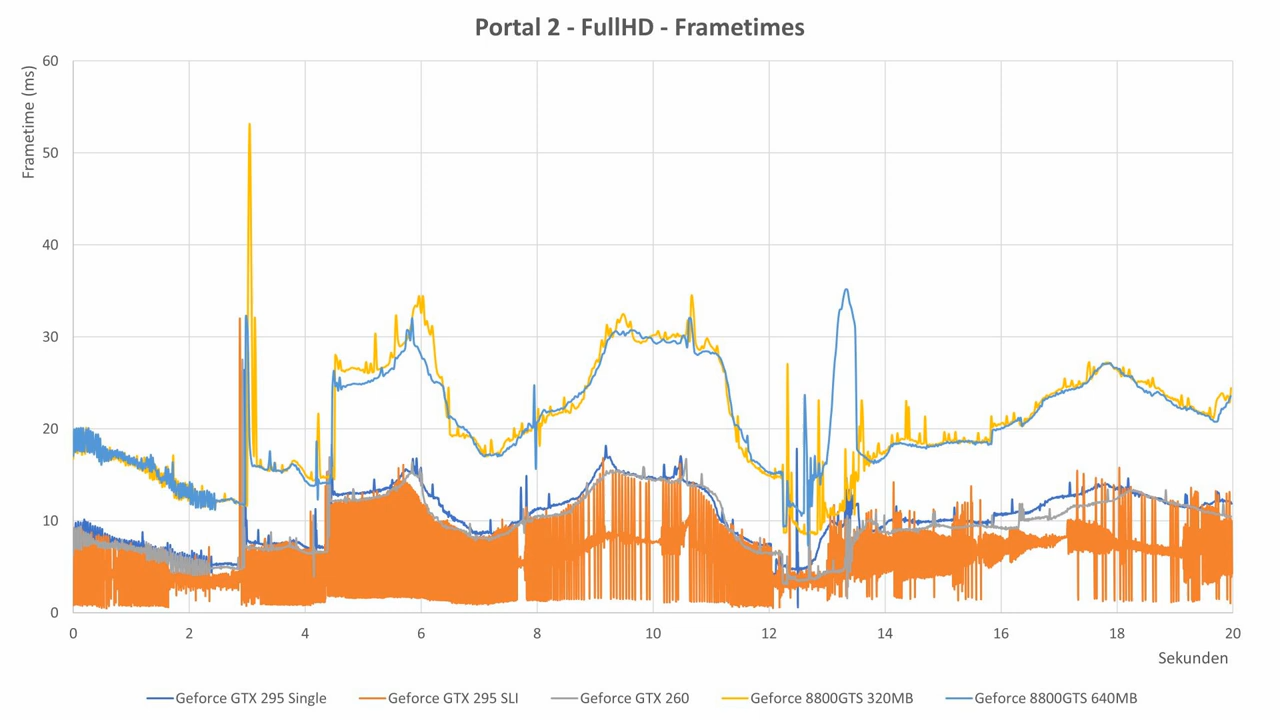 Portal 2 - FullHD - Frametimes
Frametime (ms)
60
50
40
30
20
10
0
0 2 4 6 8 10 12 14 16 18 20
Sekunden
Geforce GTX 295 Single Geforce GTX 295 SLI Geforce GTX 260 Geforce 8800GTS 320MB Geforce 8800GTS 640MB